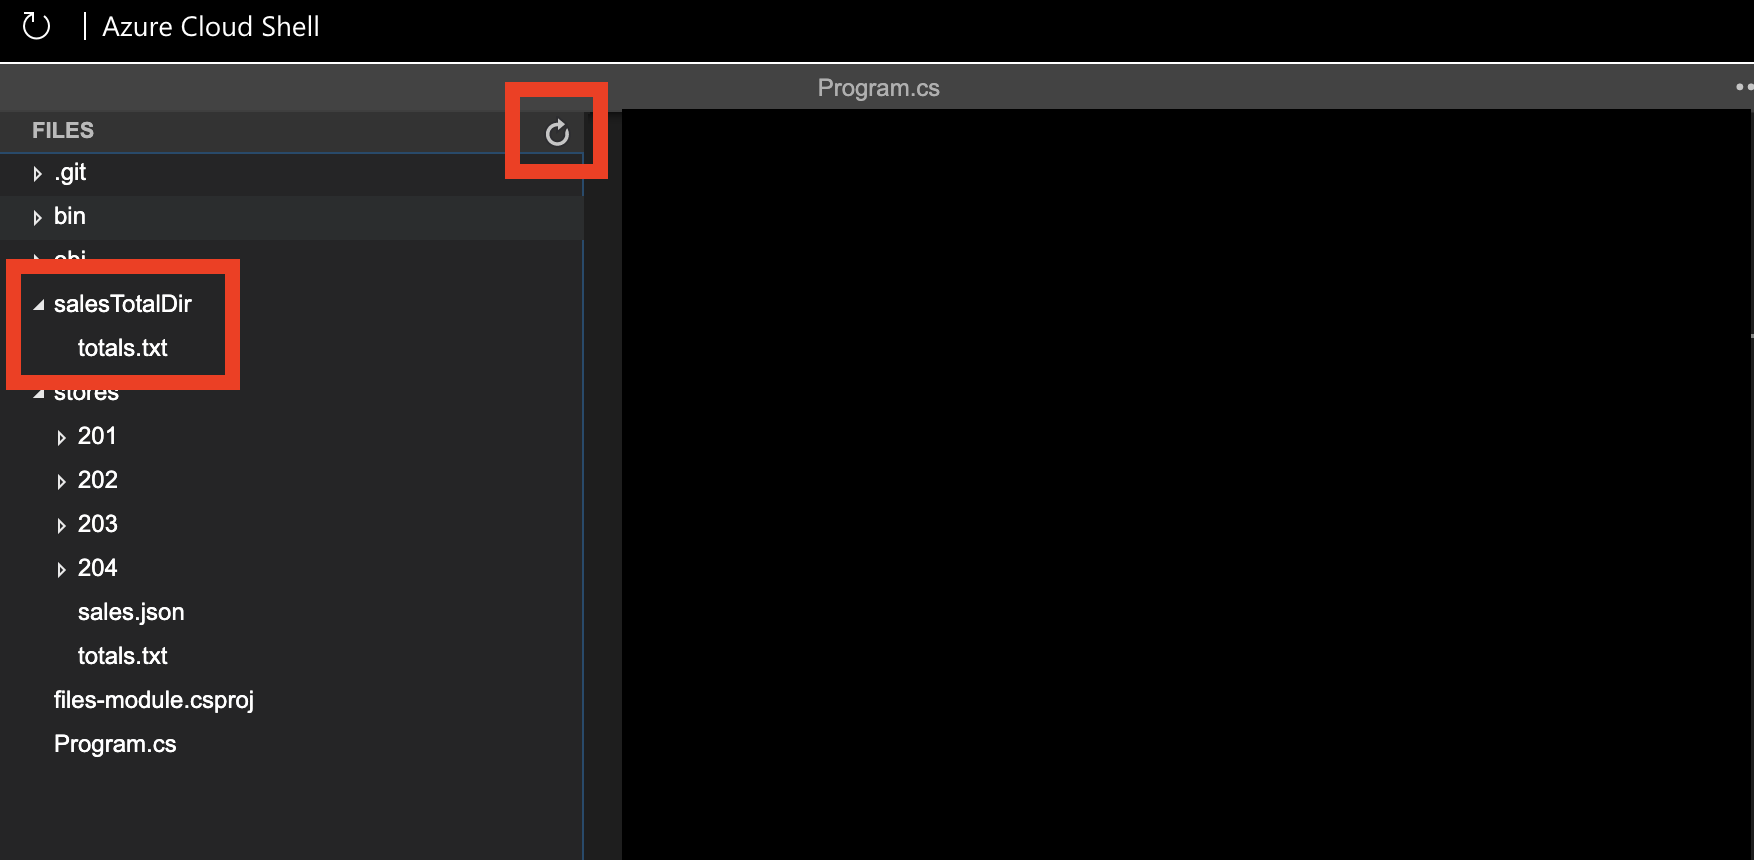 Azure Cloud Shell
Program.cs
FILES
.git
bin
obj
salesTotalDir
totals.txt
stores
201
202
203
204
sales.json
totals.txt
files-module.csproj
Program.cs